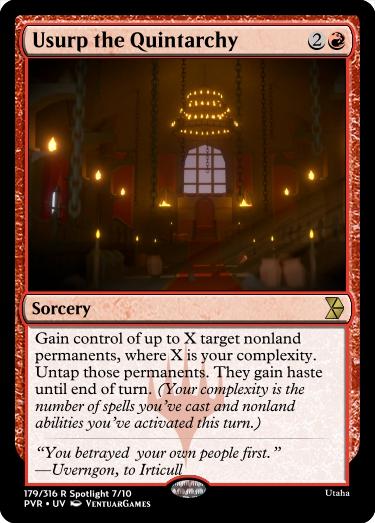 Usurp the Quintarchy 2
Sorcery
Gain control of up to X target nonland
permanents, where X is your complexity.
Untap those permanents. They gain haste
until end of turn. (Your complexity is the
number of spells you've cast and nonland
abilities you've activated this turn.)
“You betrayed  your own people first.”
—Uverngon, to Irticull
179/316 R Spotlight 7/10
Utaha
PVR • UV VentuarGames